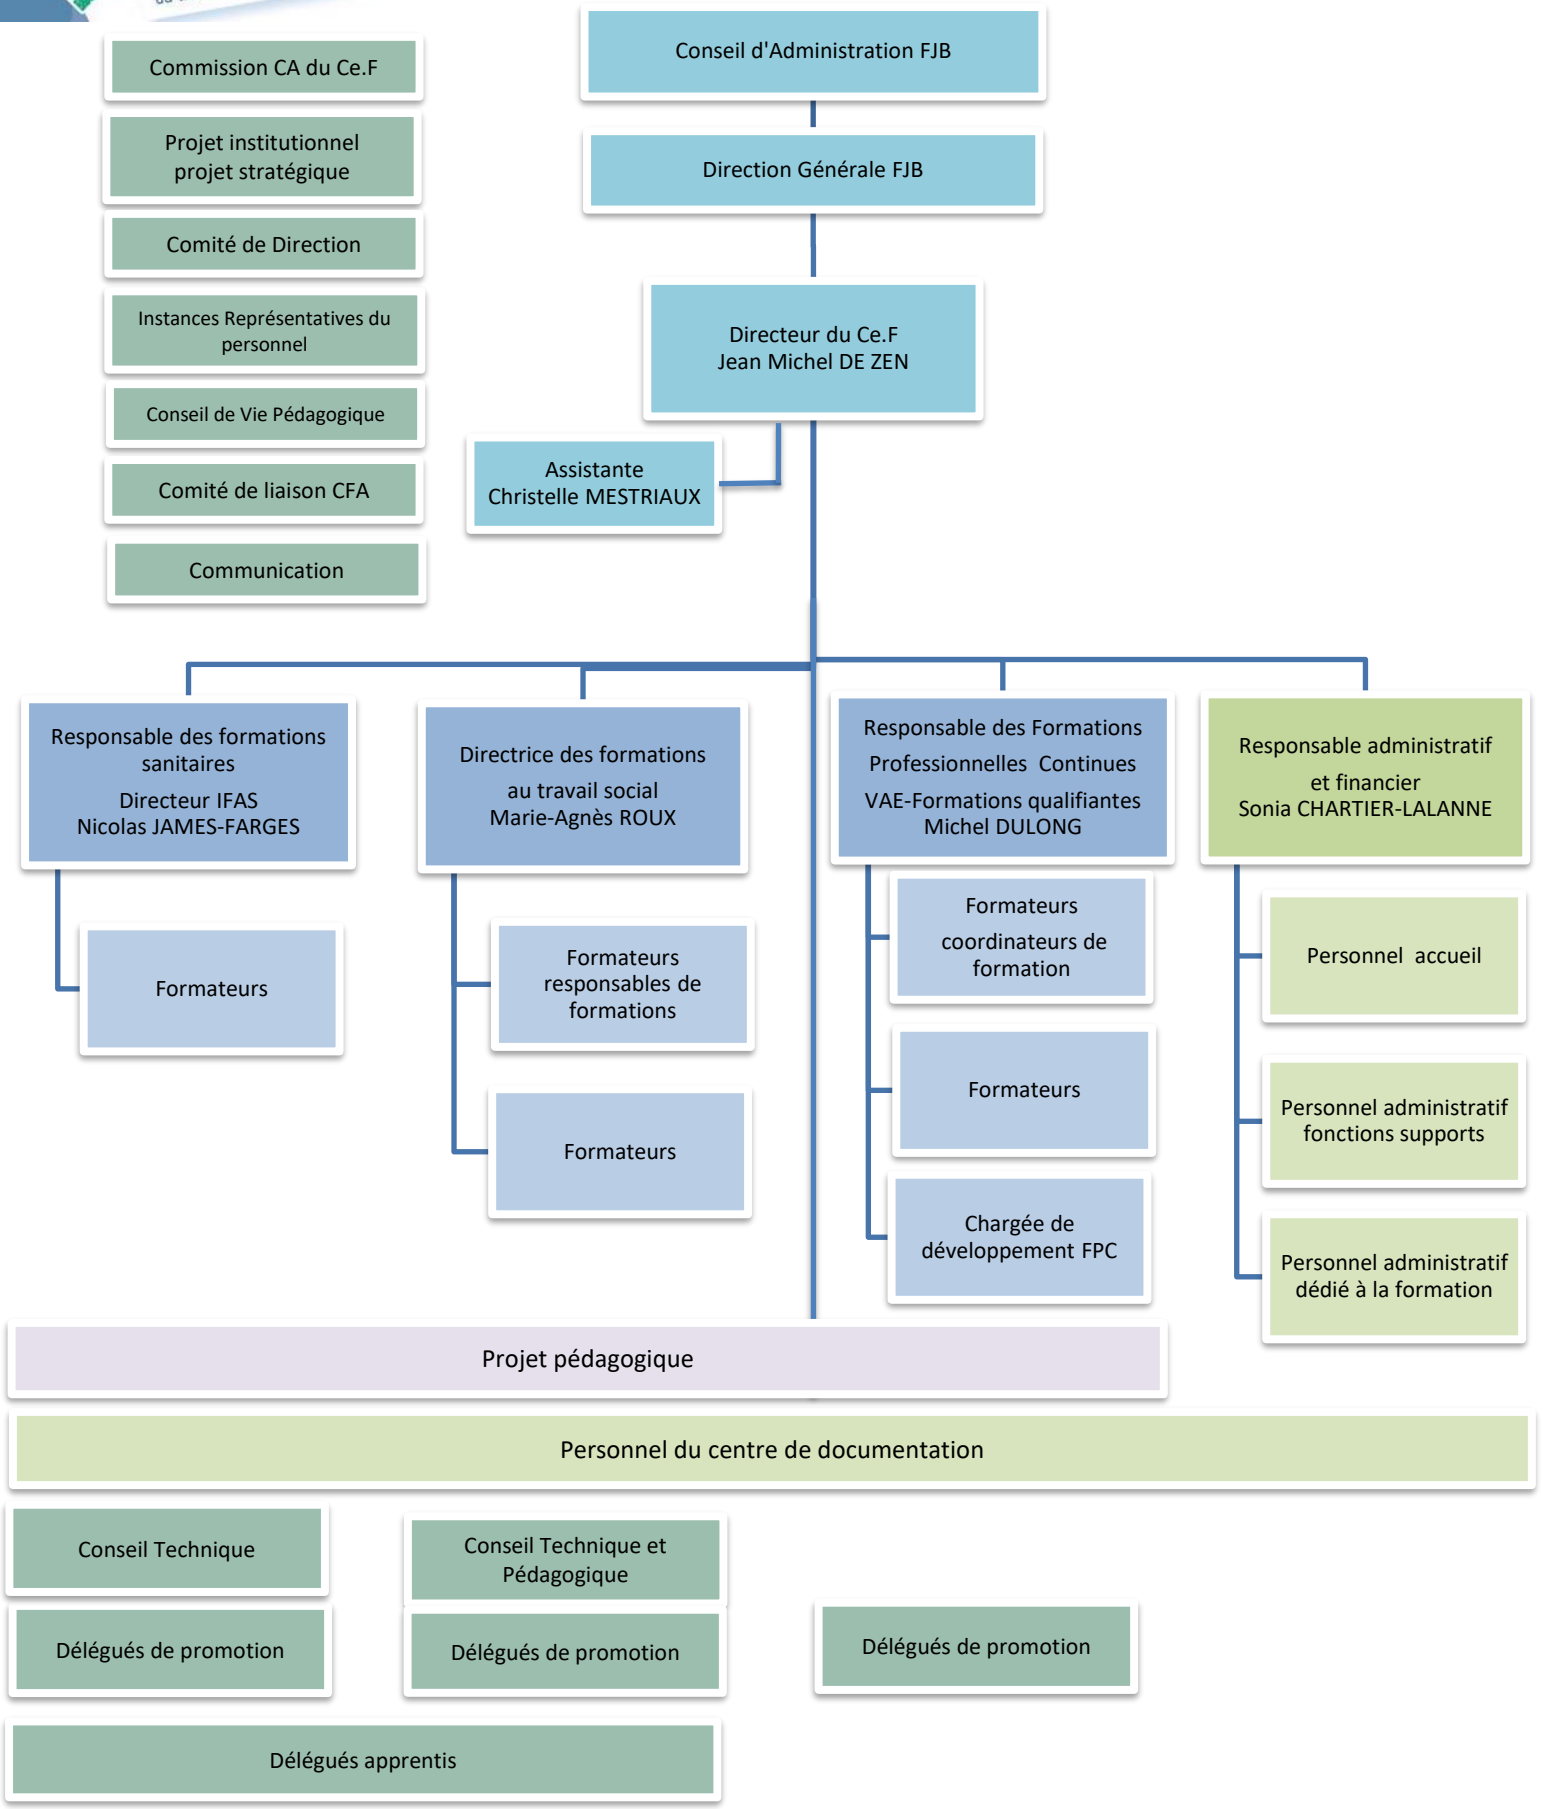 Commission CA du Ce.F
Projet institutionnel
projet stratégique
Comité de Direction
Instances Représentatives du
personnel
Conseil de Vie Pédagogique
Comité de liaison CFA
Communication
Conseil d'Administration FJB
Direction Générale FJB
Directeur du Ce.F
Jean Michel DE ZEN
Assistante
Christelle MESTRIAUX
Responsable des formations
sanitaires
Directeur IFAS
Nicolas JAMES-FARGES
Formateurs
Directrice des formations
au travail social
Marie-Agnès ROUX
Formateurs
responsables de
formations
Formateurs
Responsable des Formations
Professionnelles Continues
VAE-Formations qualifiantes
Michel DULONG
Formateurs
coordinateurs de
formation
Formateurs
Chargée de
développement FPC
Responsable administratif
et financier
Sonia CHARTIER-LALANNE
Personnel accueil
Personnel administratif
fonctions supports
Personnel administratif
dédié à la formation
Projet pédagogique
Personnel du centre de documentation
Conseil Technique
Conseil Technique et
Pédagogique
Délégués de promotion
Délégués de promotion
Délégués de promotion
Délégués apprentis